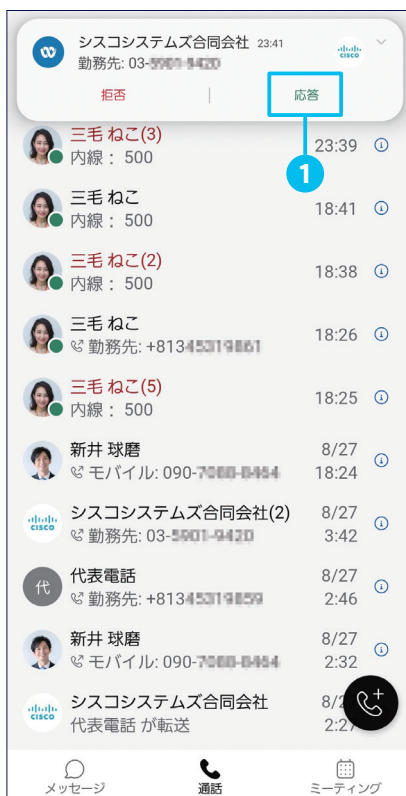 シスコシステムズ合同会社 23:41
勤務先: 03-
CISCO
拒否 応答
1
三毛 ねこ(3) 23:39
内線： 500
三毛 ねこ 18:41
内線： 500
三毛 ねこ(2) 18:38
内線： 500
三毛 ねこ 18:26
勤務先: +813
三毛 ねこ(5) 18:25
内線： 500
新井 球磨 8/27
モバイル: 090- 18:24
CISCO
シスコシステムズ合同会社(2) 8/27
勤務先: 03- 3:42
代
代表電話 8/27
勤務先: +813 2:46
新井 球磨 8/27
モバイル: 090- 2:32
CISCO
シスコシステムズ合同会社
代表電話 が転送
メッセージ 通話 ミーティング